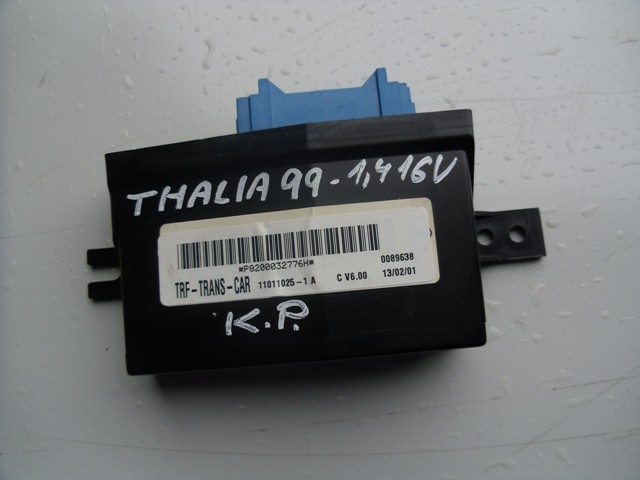 THALIA 99 - 1,4 16V
*P8200032776H*
0089638
TRF-TRANS-CAR 11011025-1 A C V6.00 13/02/01
K.P.